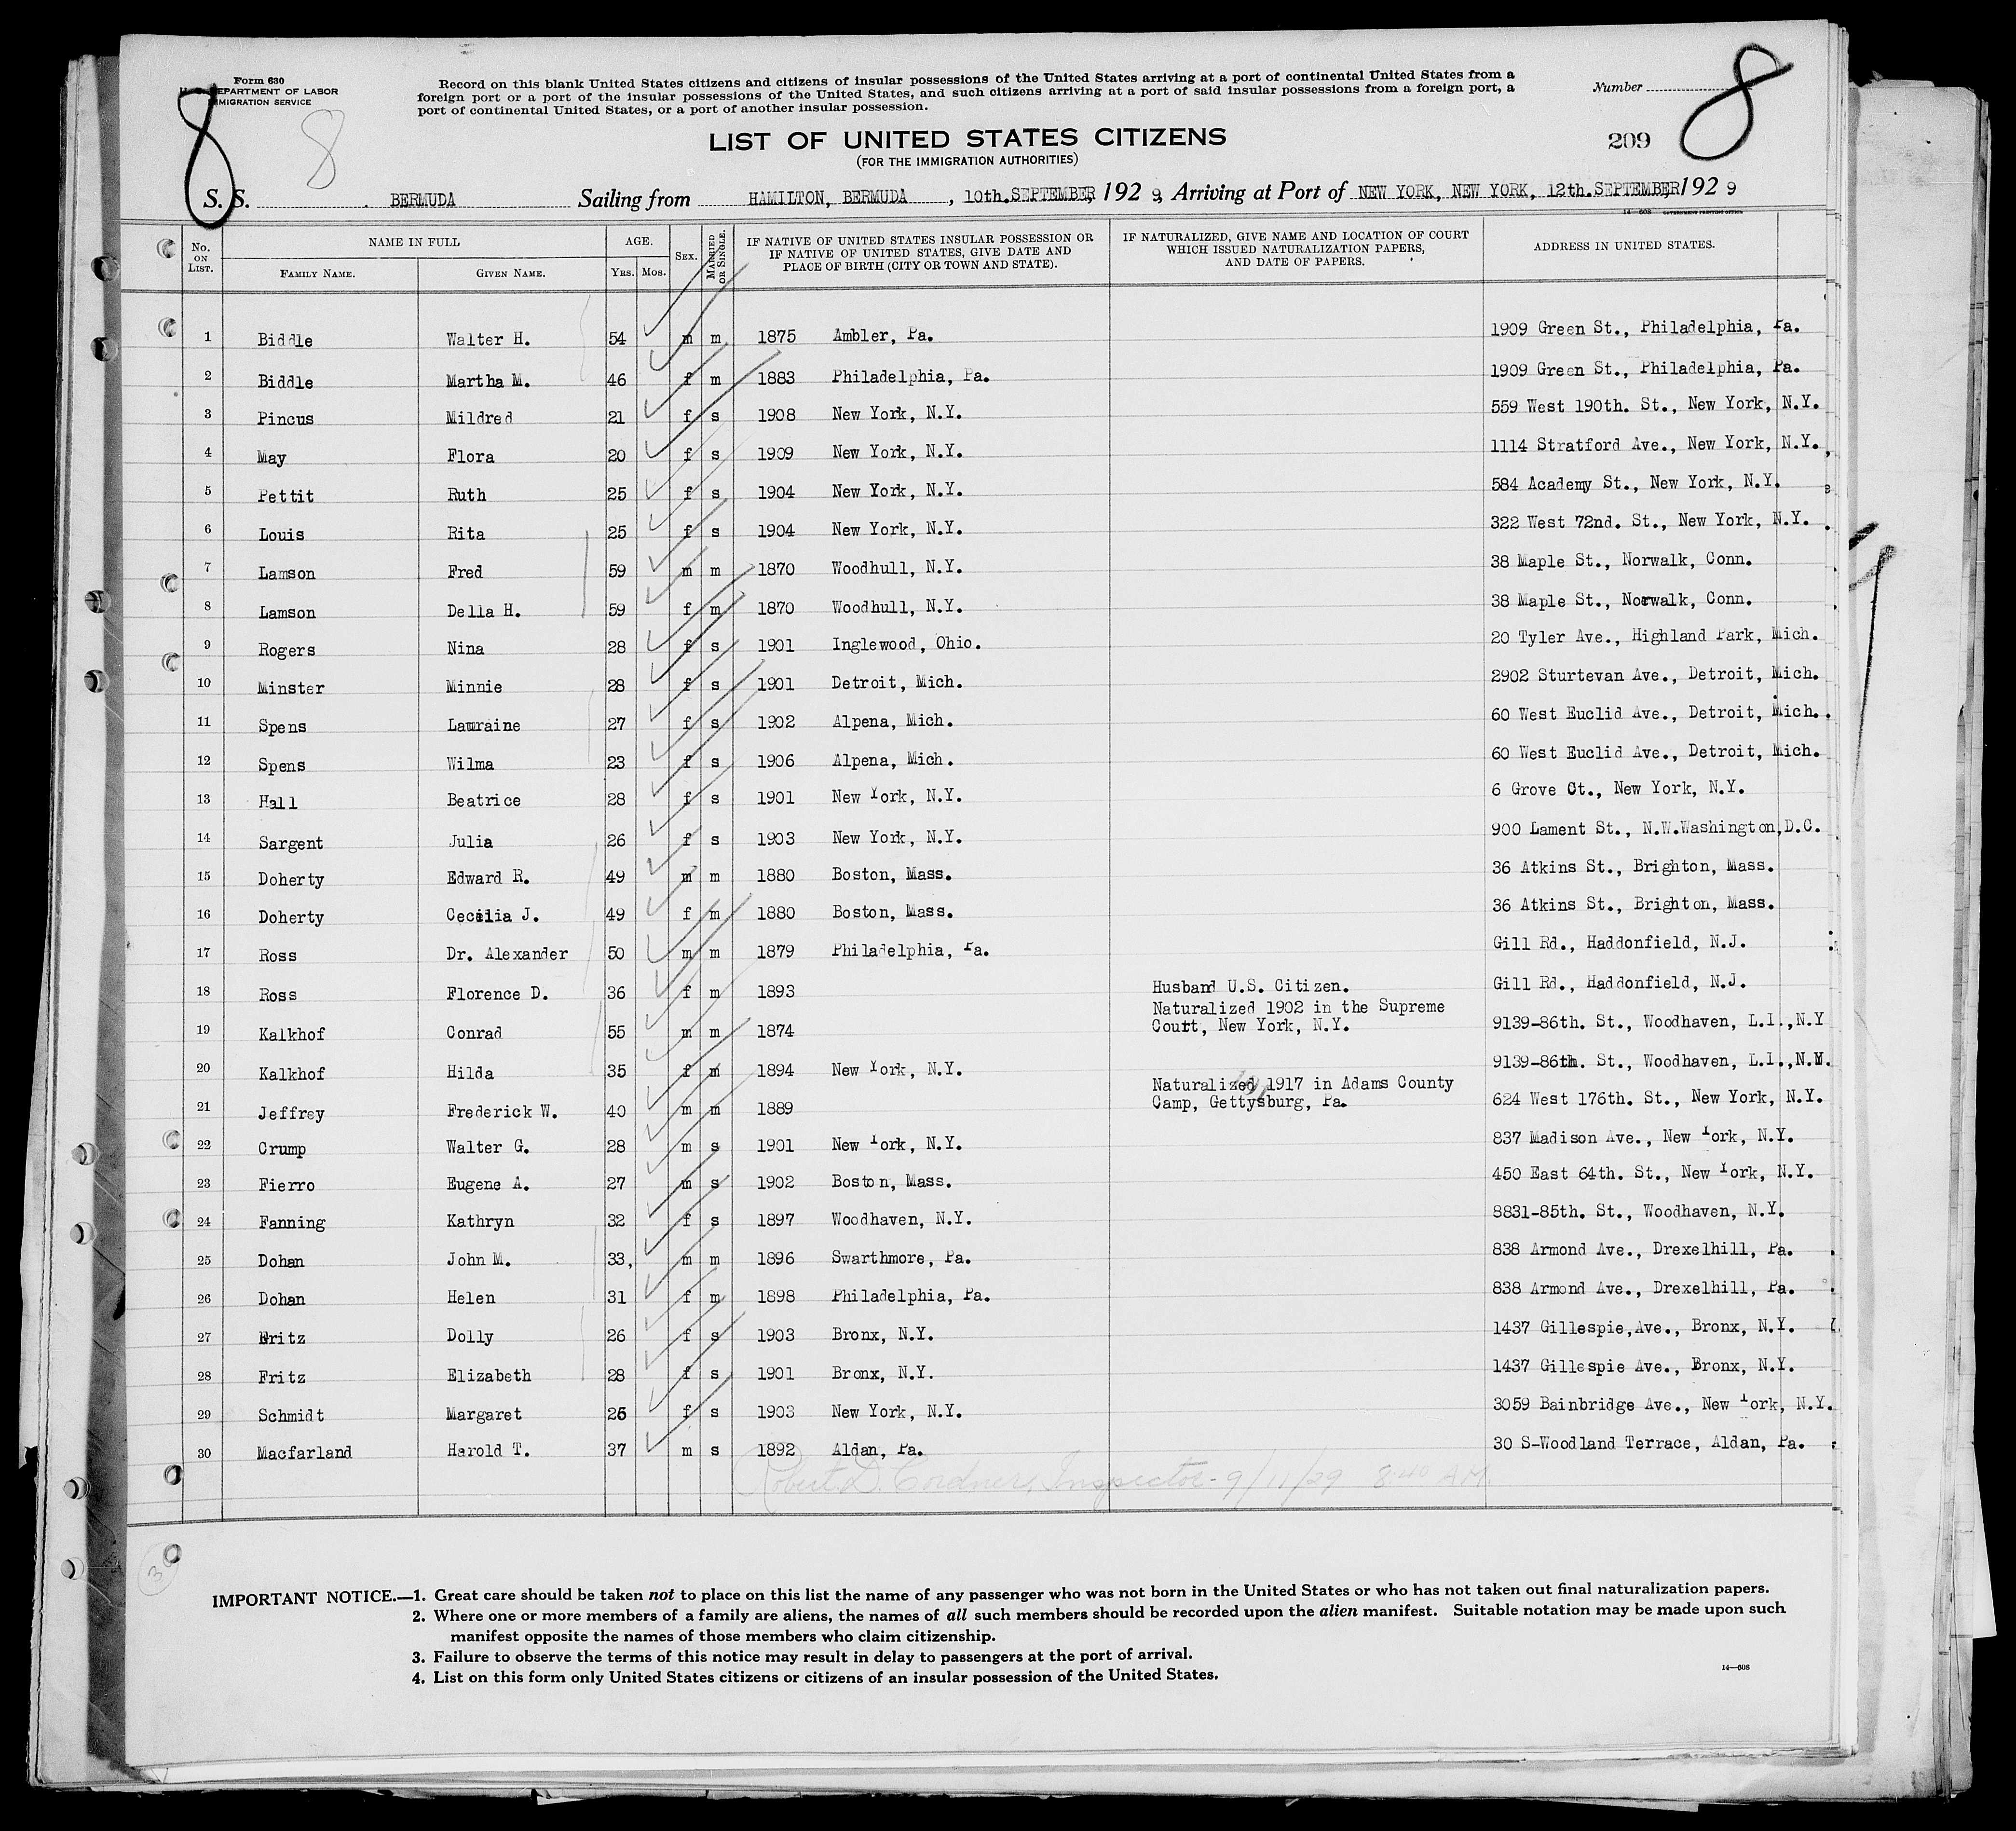 Form 630
DEPARTMENT OF LABOR
IMMIGRATION SERVICE
8
8
Record on this blank United States citizens and citizens of insular possessions of the United States arriving at a port of continental United States from a
foreign port or a port of the insular possessions of the United States, and such citizens arriving at a port of said insular possessions from a foreign port, a
port of continental United States, or a port of another insular possession.
Number
8
209
LIST OF UNITED STATES CITIZENS
(FOR THE IMMIGRATION AUTHORITIES)
S. S. BERMUDA Sailing from HAMILTON, BERMUDA , 10th.SEPTEMBER, 192 9, Arriving at Port of NEW YORK, NEW YORK, 12th.SEPTEMBER, 192 9
14—608 GOVERNMENT PRINTING OFFICE
No. ON LIST. NAME IN FULL FAMILY NAME. GIVEN NAME. AGE. Yrs. Mos. SEX. MARRIED OR SINGLE. IF NATIVE OF UNITED STATES INSULAR POSSESSION OR IF NATIVE OF UNITED STATES, GIVE DATE AND PLACE OF BIRTH (CITY OR TOWN AND STATE). IF NATURALIZED, GIVE NAME AND LOCATION OF COURT WHICH ISSUED NATURALIZATION PAPERS, AND DATE OF PAPERS. ADDRESS IN UNITED STATES.
1 Biddle Walter H. 54 m m 1875 Ambler, Pa. 1909 Green St., Philadelphia, Pa.
2 Biddle Martha M. 46 f m 1883 Philadelphia, Pa. 1909 Green St., Philadelphia, Pa.
3 Pincus Mildred 21 f s 1908 New York, N.Y. 559 West 190th. St., New York, N.Y.
4 May Flora 20 f s 1909 New York, N.Y. 1114 Stratford Ave., New York, N.Y.
5 Pettit Ruth 25 f s 1904 New York, N.Y. 584 Academy St., New York, N.Y.
6 Louis Rita 25 f s 1904 New York, N.Y. 322 West 72nd. St., New York, N.Y.
7 Lamson Fred 59 m m 1870 Woodhull, N.Y. 38 Maple St., Norwalk, Conn.
8 Lamson Della H. 59 f m 1870 Woodhull, N.Y. 38 Maple St., Norwalk, Conn.
9 Rogers Nina 28 f s 1901 Inglewood, Ohio. 20 Tyler Ave., Highland Park, Mich.
10 Minster Minnie 28 f s 1901 Detroit, Mich. 2902 Sturtevan Ave., Detroit, Mich.
11 Spens Lauraine 27 f s 1902 Alpena, Mich. 60 West Euclid Ave., Detroit, Mich.
12 Spens Wilma 23 f s 1906 Alpena, Mich. 60 West Euclid Ave., Detroit, Mich.
13 Hall Beatrice 28 f s 1901 New York, N.Y. 6 Grove Ct., New York, N.Y.
14 Sargent Julia 26 f s 1903 New York, N.Y. 900 Lament St., N.W.Washington,D.C.
15 Doherty Edward R. 49 m m 1880 Boston, Mass. 36 Atkins St., Brighton, Mass.
16 Doherty Cecilia J. 49 f m 1880 Boston, Mass. 36 Atkins St., Brighton, Mass.
17 Ross Dr. Alexander 50 m m 1879 Philadelphia, Pa. Gill Rd., Haddonfield, N.J.
18 Ross Florence D. 36 f m 1893 Husband U.S. Citizen. Gill Rd., Haddonfield, N.J.
19 Kalkhof Conrad 55 m m 1874 Naturalized 1902 in the Supreme Court, New York, N.Y. 9139-86th. St., Woodhaven, L.I.,N.Y
20 Kalkhof Hilda 35 f m 1894 New York, N.Y. 9139-86th. St., Woodhaven, L.I.,N.Y.
21 Jeffrey Frederick W. 40 m m 1889 Naturalized 1917 in Adams County Camp, Gettysburg, Pa. 624 West 176th. St., New York, N.Y.
22 Crump Walter G. 28 m s 1901 New York, N.Y. 837 Madison Ave., New York, N.Y.
23 Fierro Eugene A. 27 m s 1902 Boston, Mass. 450 East 64th. St., New York, N.Y.
24 Fanning Kathryn 32 f s 1897 Woodhaven, N.Y. 8831-85th. St., Woodhaven, N.Y.
25 Dohan John M. 33, m m 1896 Swarthmore, Pa. 838 Armond Ave., Drexelhill, Pa.
26 Dohan Helen 31 f m 1898 Philadelphia, Pa. 838 Armond Ave., Drexelhill, Pa.
27 Fritz Dolly 26 f s 1903 Bronx, N.Y. 1437 Gillespie,Ave., Bronx, N.Y.
28 Fritz Elizabeth 28 f s 1901 Bronx, N.Y. 1437 Gillespie Ave., Bronx, N.Y.
29 Schmidt Margaret 26 f s 1903 New York, N.Y. 3059 Bainbridge Ave., New York, N.Y.
30 Macfarland Harold T. 37 m s 1892 Aldan, Pa. 30 S-Woodland Terrace, Aldan, Pa.
Robert D. Cordner, Inspector - 9/11/29 8:40 AM
IMPORTANT NOTICE.—1. Great care should be taken not to place on this list the name of any passenger who was not born in the United States or who has not taken out final naturalization papers.
2. Where one or more members of a family are aliens, the names of all such members should be recorded upon the alien manifest. Suitable notation may be made upon such
manifest opposite the names of those members who claim citizenship.
3. Failure to observe the terms of this notice may result in delay to passengers at the port of arrival.
4. List on this form only United States citizens or citizens of an insular possession of the United States.
14—608